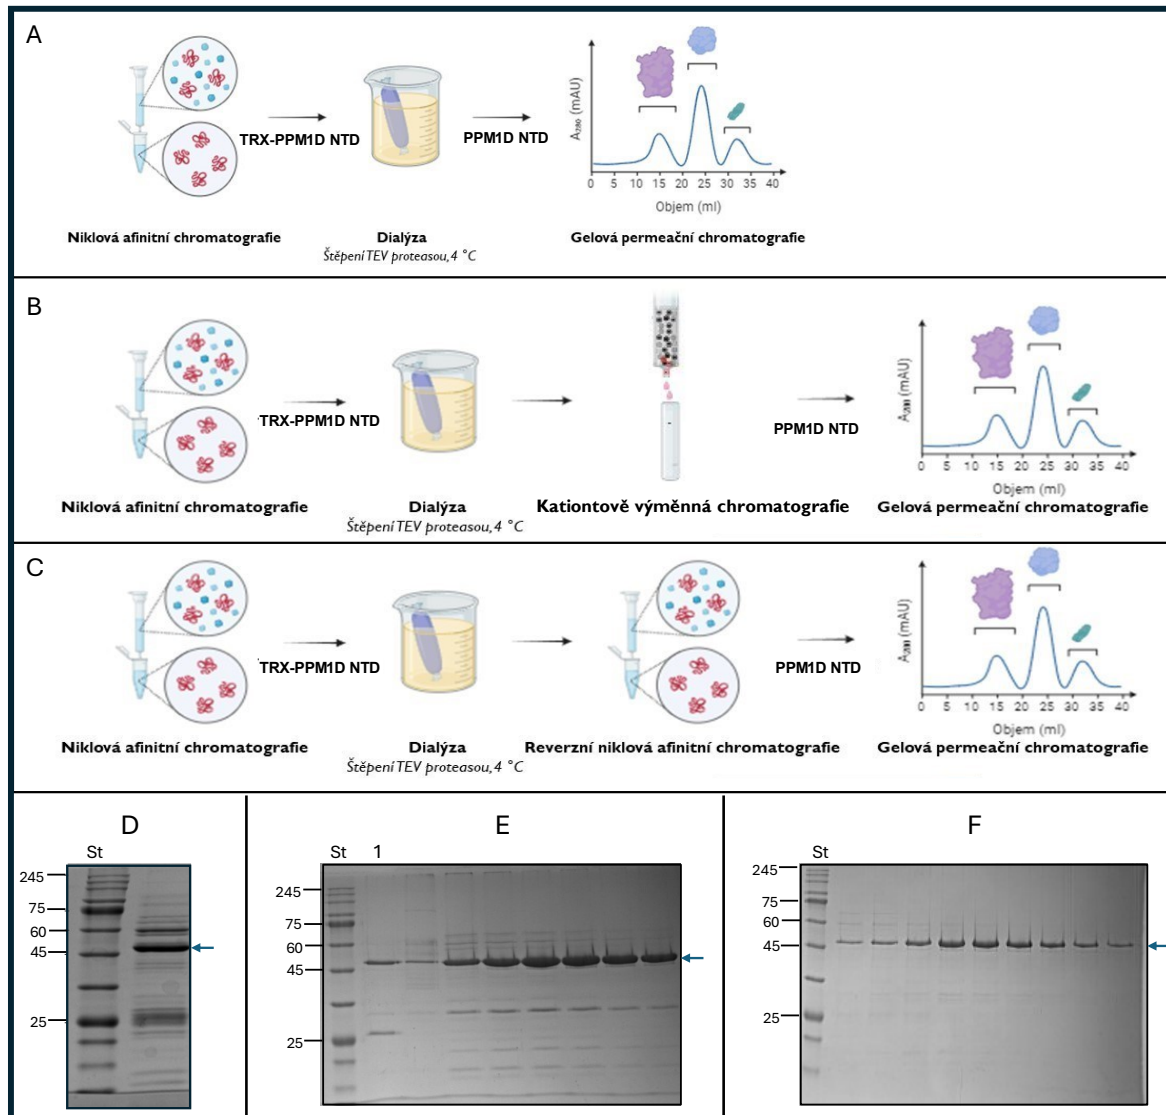 A
TRX-PPM1D NTD
PPM1D NTD
A280 (mAU)
0 5 10 15 20 25 30 35 40
Objem (ml)
Niklová afinitní chromatografie
Dialýza
Štěpení TEV proteasou, 4 °C
Gelová permeační chromatografie
B
TRX-PPM1D NTD
PPM1D NTD
A280 (mAU)
0 5 10 15 20 25 30 35 40
Objem (ml)
Niklová afinitní chromatografie
Dialýza
Štěpení TEV proteasou, 4 °C
Kationtově výměnná chromatografie
Gelová permeační chromatografie
C
TRX-PPM1D NTD
PPM1D NTD
A280 (mAU)
0 5 10 15 20 25 30 35 40
Objem (ml)
Niklová afinitní chromatografie
Dialýza
Štěpení TEV proteasou, 4 °C
Reverzní niklová afinitní chromatografie
Gelová permeační chromatografie
D
St
245
75
60
45
25
E
St 1
245
75
60
45
25
F
St
245
75
60
45
25